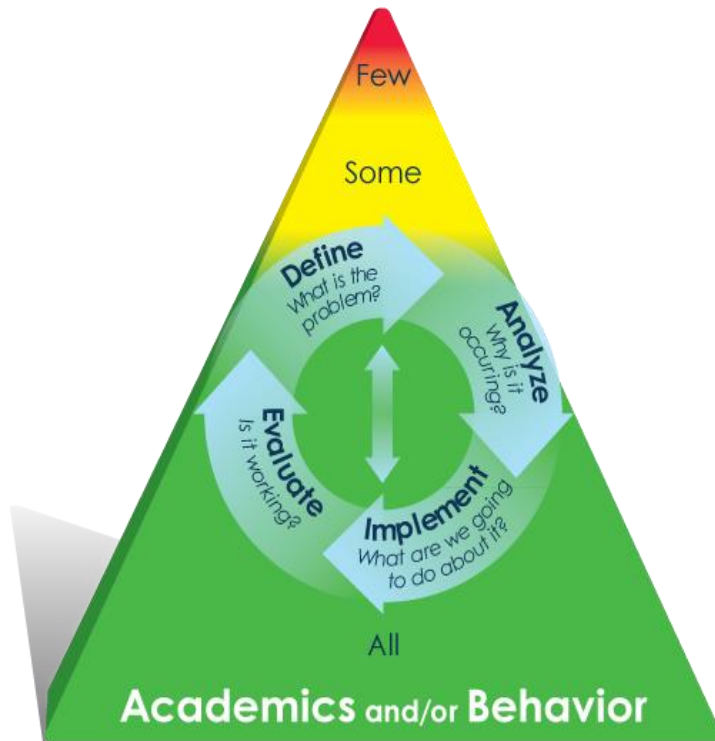 Few
Some
Define
What is the
problem?
Analyze
Why is it
occuring?
Implement
What are we going
to do about it?
Evaluate
Is it working?
All
Academics and/or Behavior